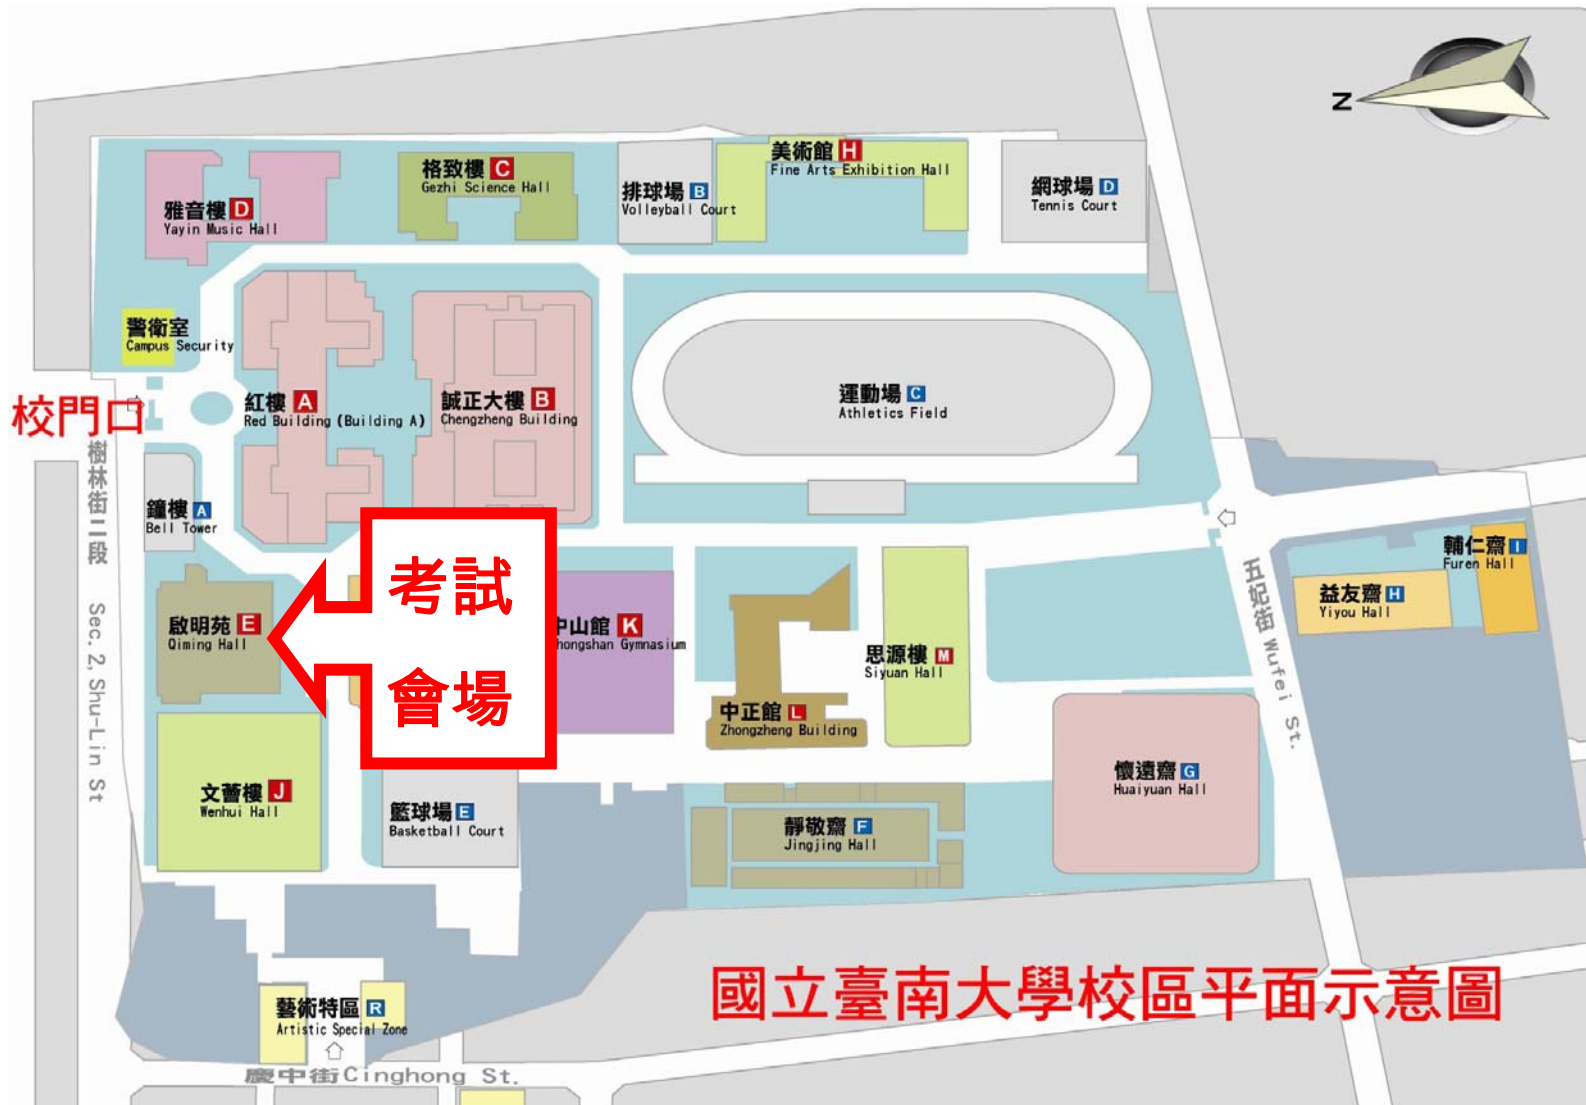 N
美術館 H
Fine Arts Exhibition Hall
格致樓 C
Gezhi Science Hall
排球場 B
Volleyball Court
網球場 D
Tennis Court
雅音樓 D
Yayin Music Hall
警衛室
Campus Security
校門口
紅樓 A
Red Building (Building A)
誠正大樓 B
Chengzheng Building
運動場 C
Athletics Field
樹林街二段 Sec. 2, Shu-Lin St
鐘樓 A
Bell Tower
考試
會場
啟明苑 E
Qiming Hall
中山館 K
hongshan Gymnasium
思源樓 M
Siyuan Hall
中正館 L
Zhongzheng Building
五妃街 Wufei St.
輔仁齋 I
Furen Hall
益友齋 H
Yiyou Hall
文薈樓 J
Wenhui Hall
籃球場 E
Basketball Court
靜敬齋 F
Jingjing Hall
懷遠齋 G
Huaiyuan Hall
國立臺南大學校區平面示意圖
藝術特區 R
Artistic Special Zone
慶中街 Cinghong St.